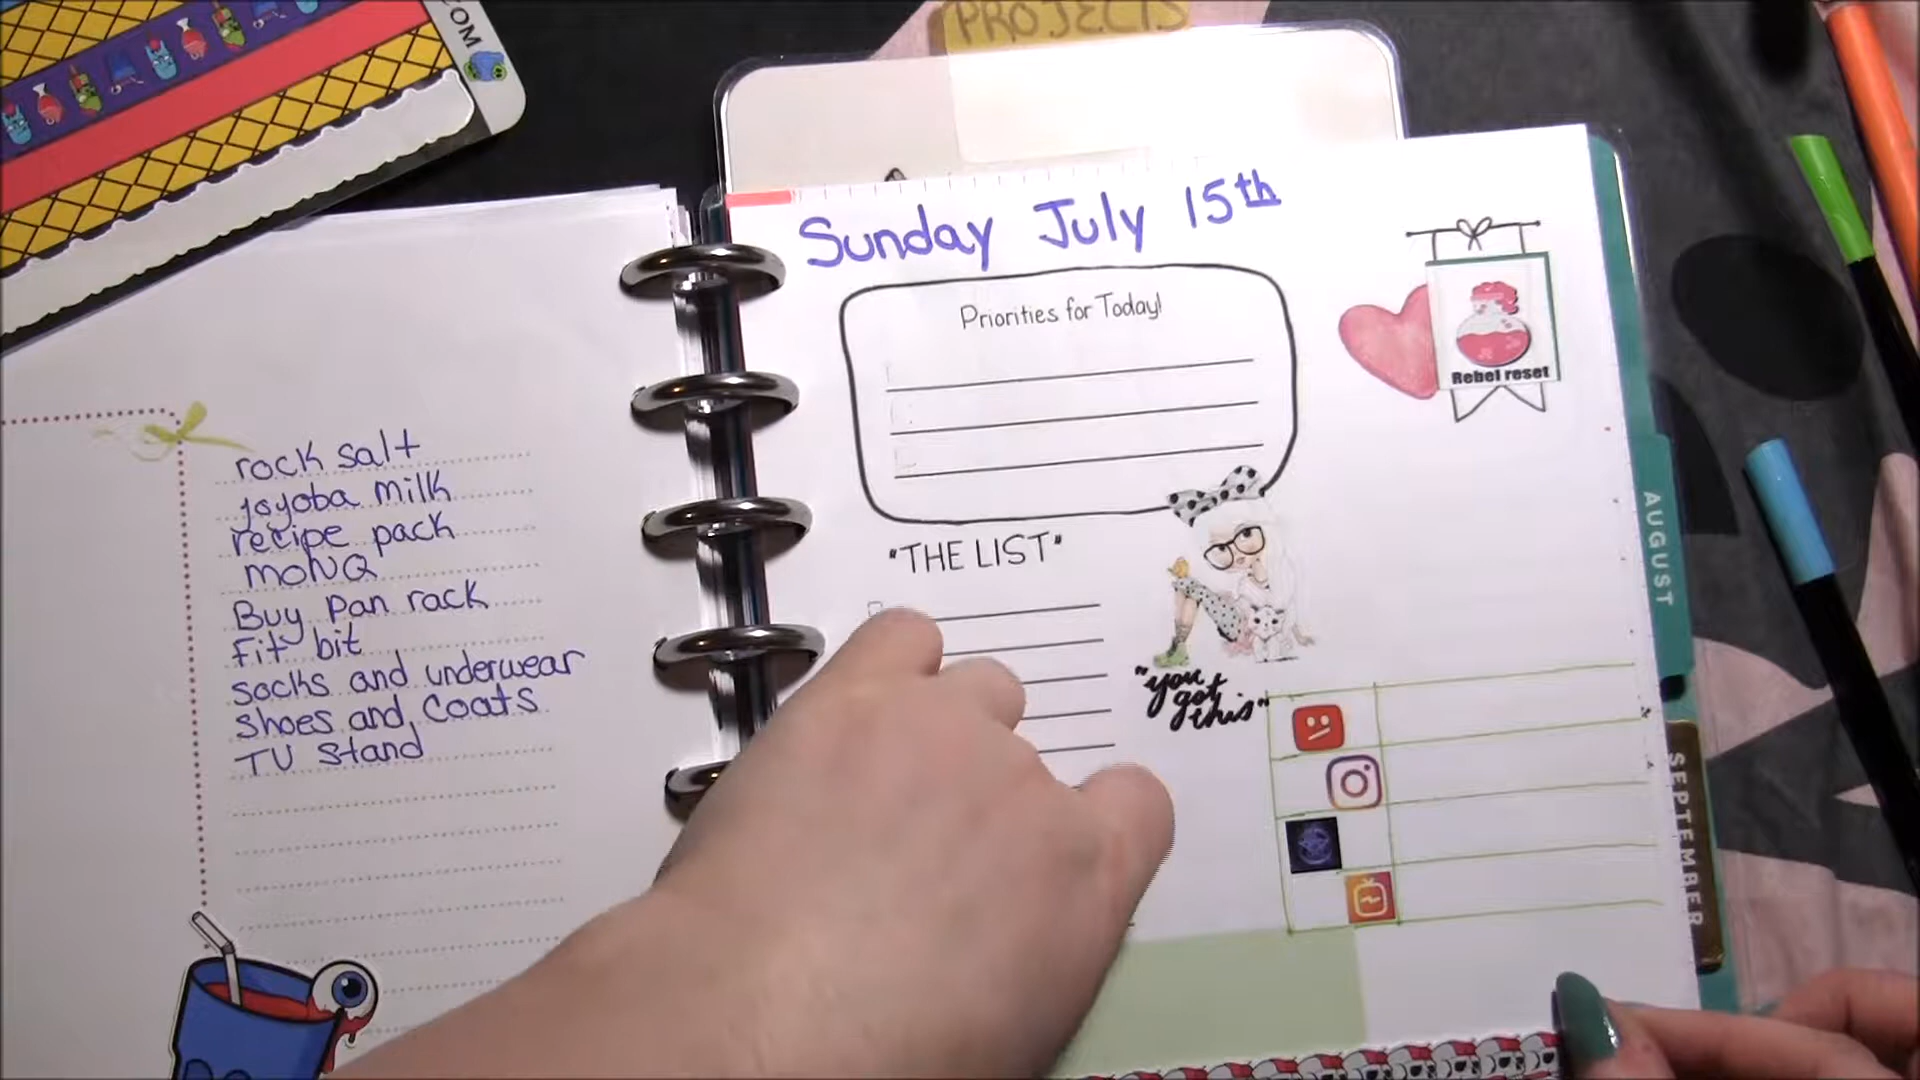 COM
PROJECTS
rock salt
jojoba milk
recipe pack
moNQ
Buy pan rack
Fit bit
socks and underwear
shoes and coats
TV stand
Sunday July 15th
Priorities for Today!
Rebel reset
"THE LIST"
"you
got
this"
AUGUST
SEPTEMBER